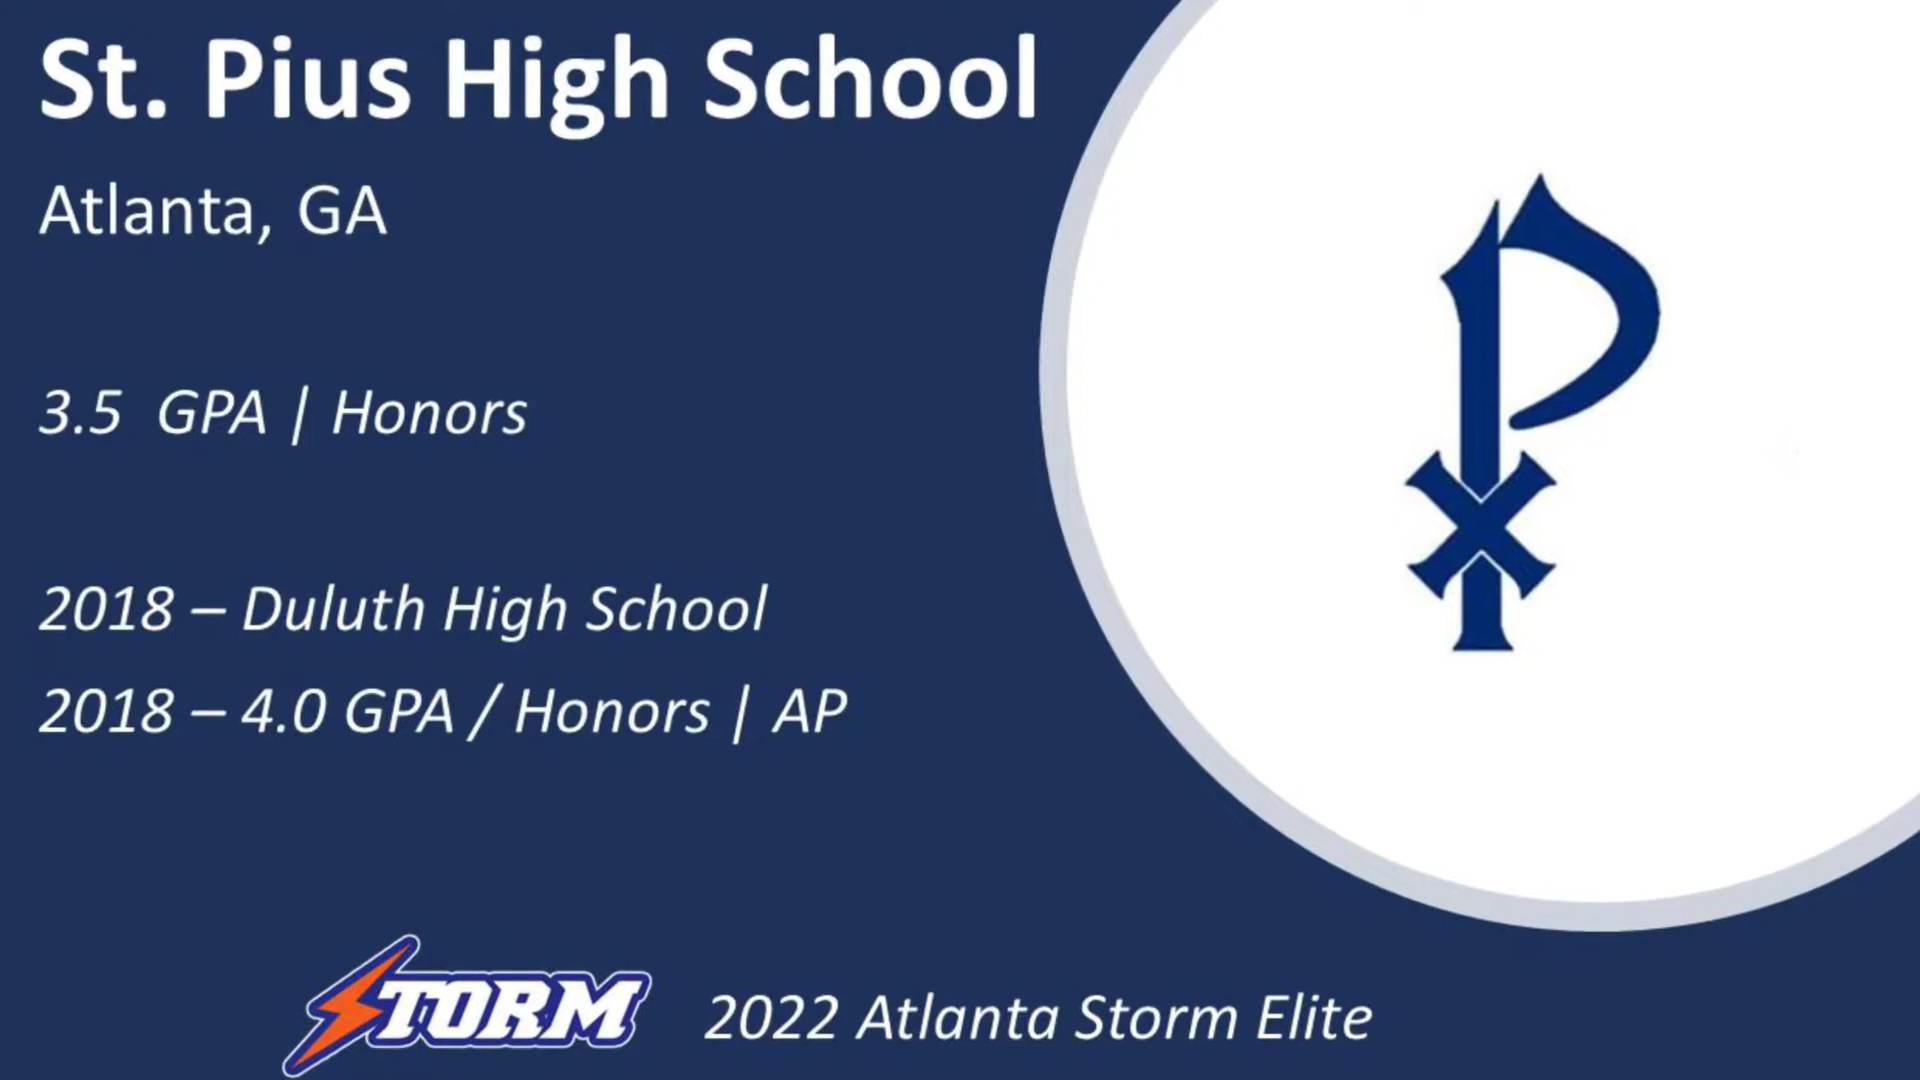 St. Pius High School
Atlanta, GA
3.5 GPA | Honors
2018 – Duluth High School
2018 – 4.0 GPA / Honors | AP
STORM
2022 Atlanta Storm Elite